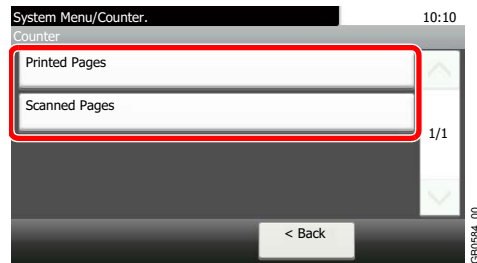 System Menu/Counter. 10:10
Counter
Printed Pages
Scanned Pages
1/1
< Back
GB0584_00